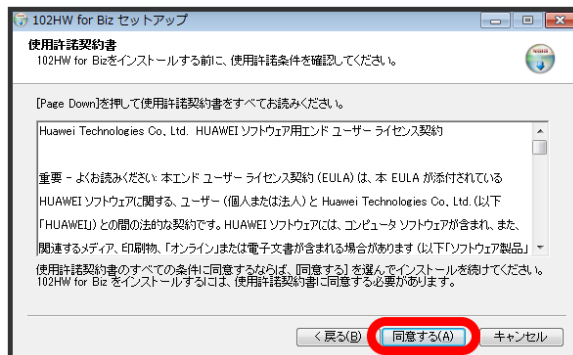 102HW for Biz セットアップ
使用許諾契約書
102HW for Bizをインストールする前に、使用許諾条件を確認してください。
[Page Down]を押して使用許諾契約書をすべてお読みください。
Huawei Technologies Co., Ltd. HUAWEI ソフトウェア用エンド ユーザー ライセンス契約
重要 - よくお読みください: 本エンド ユーザー ライセンス契約 (EULA) は、本 EULA が添付されている
HUAWEI ソフトウェアに関する、ユーザー (個人または法人) と Huawei Technologies Co., Ltd. (以下
「HUAWEI」) との間の法的な契約です。HUAWEI ソフトウェアには、コンピュータ ソフトウェアが含まれ、また、
関連するメディア、印刷物、「オンライン」または電子文書が含まれる場合があります (以下「ソフトウェア製品」
使用許諾契約書のすべての条件に同意するならば、[同意する] を選んでインストールを続けてください。
102HW for Biz をインストールするには、使用許諾契約書に同意する必要があります。
< 戻る(B) 同意する(A) キャンセル